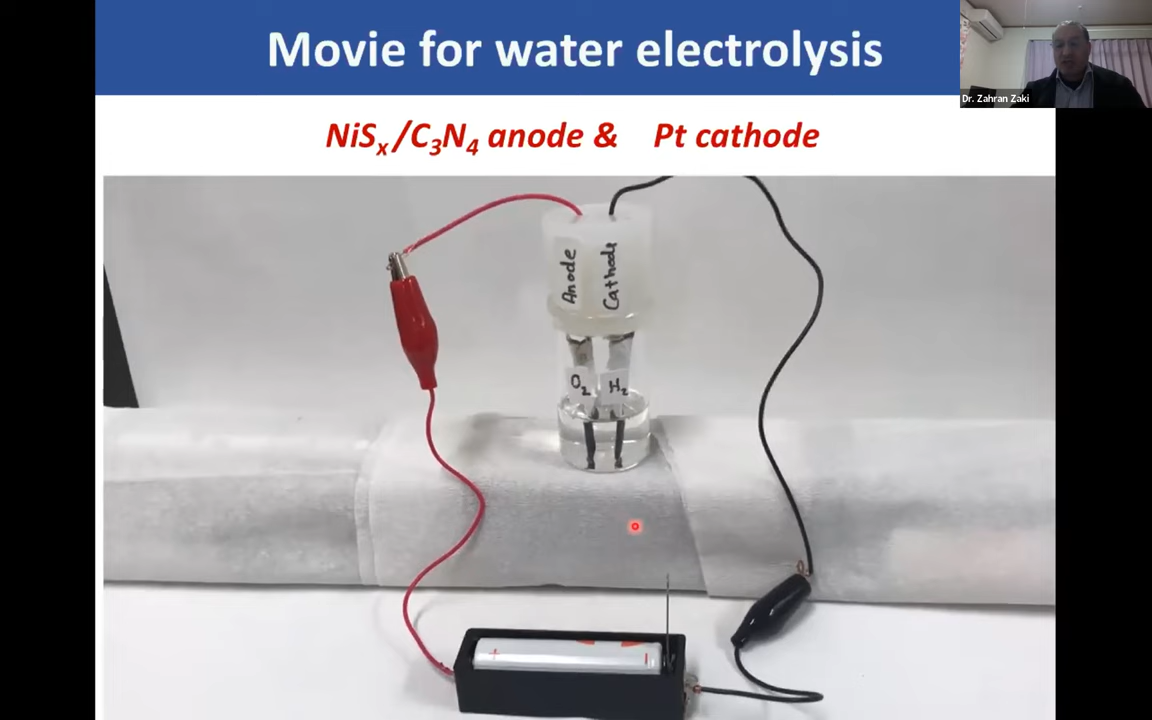 Movie for water electrolysis
NiSx/C3N4 anode & Pt cathode
Dr. Zahran Zaki
Anode
Cathode
O2
H2
+
-